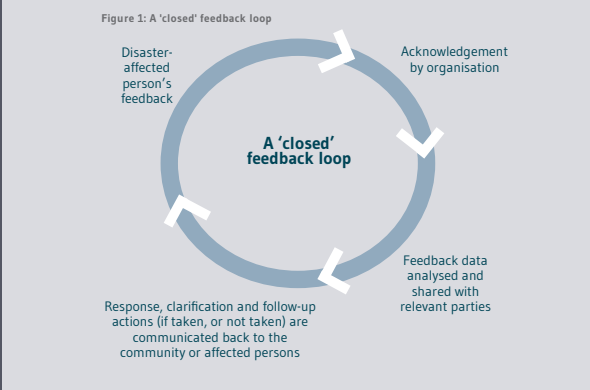 Figure 1: A 'closed' feedback loop
Disaster-
affected
person's
feedback
Acknowledgement
by organisation
A 'closed'
feedback loop
Feedback data
analysed and
shared with
relevant parties
Response, clarification and follow-up
actions (if taken, or not taken) are
communicated back to the
community or affected persons